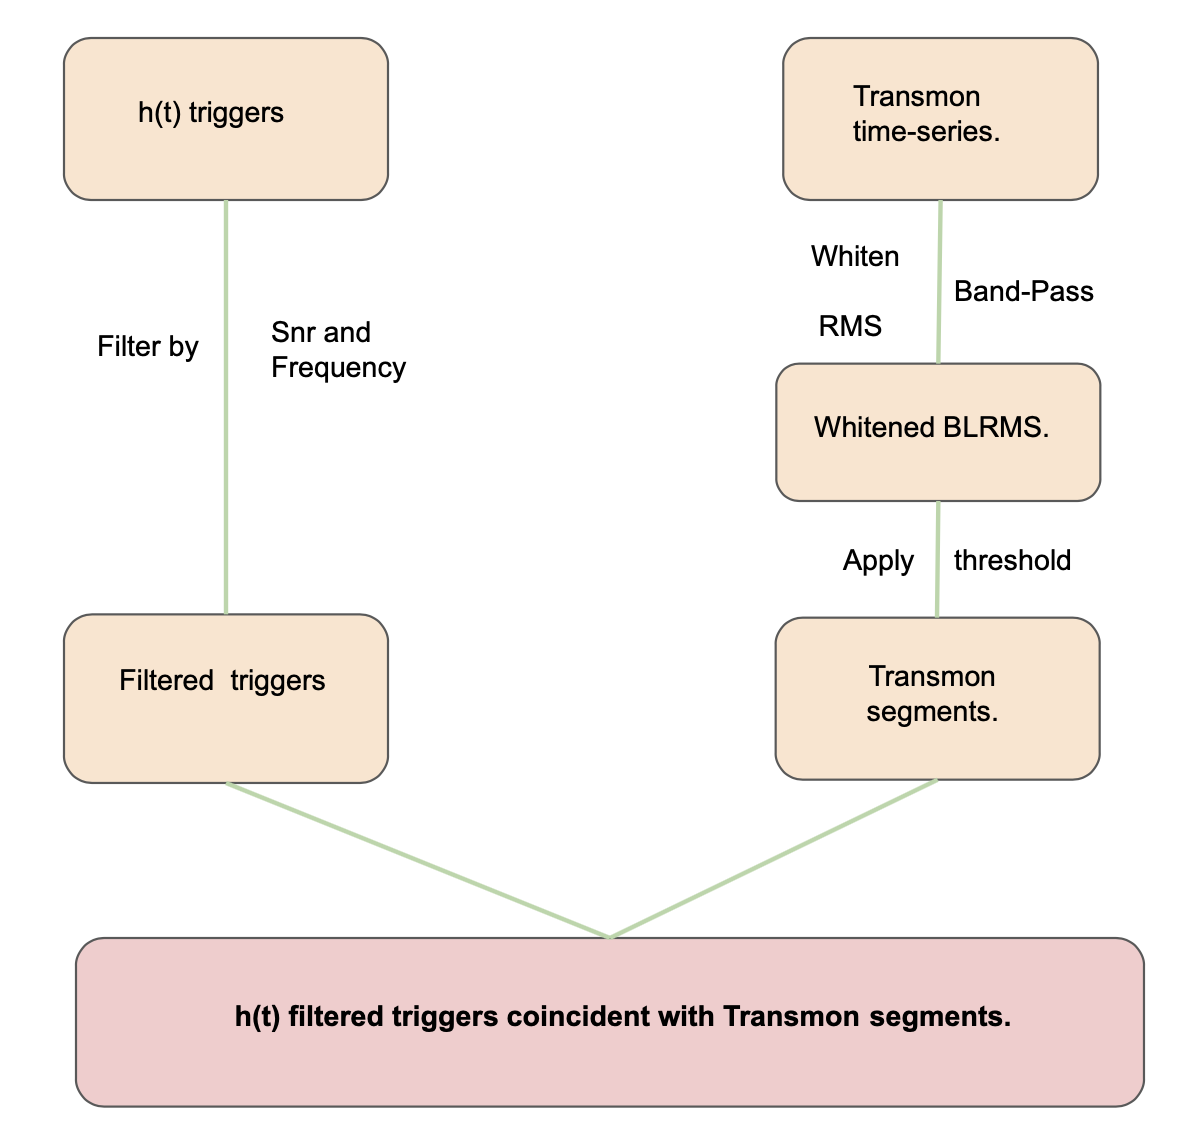 h(t) triggers
Transmon
time-series.
Whiten
Band-Pass
RMS
Filter by
Snr and
Frequency
Whitened BLRMS.
Apply
threshold
Filtered  triggers
Transmon
segments.
h(t) filtered triggers coincident with Transmon segments.